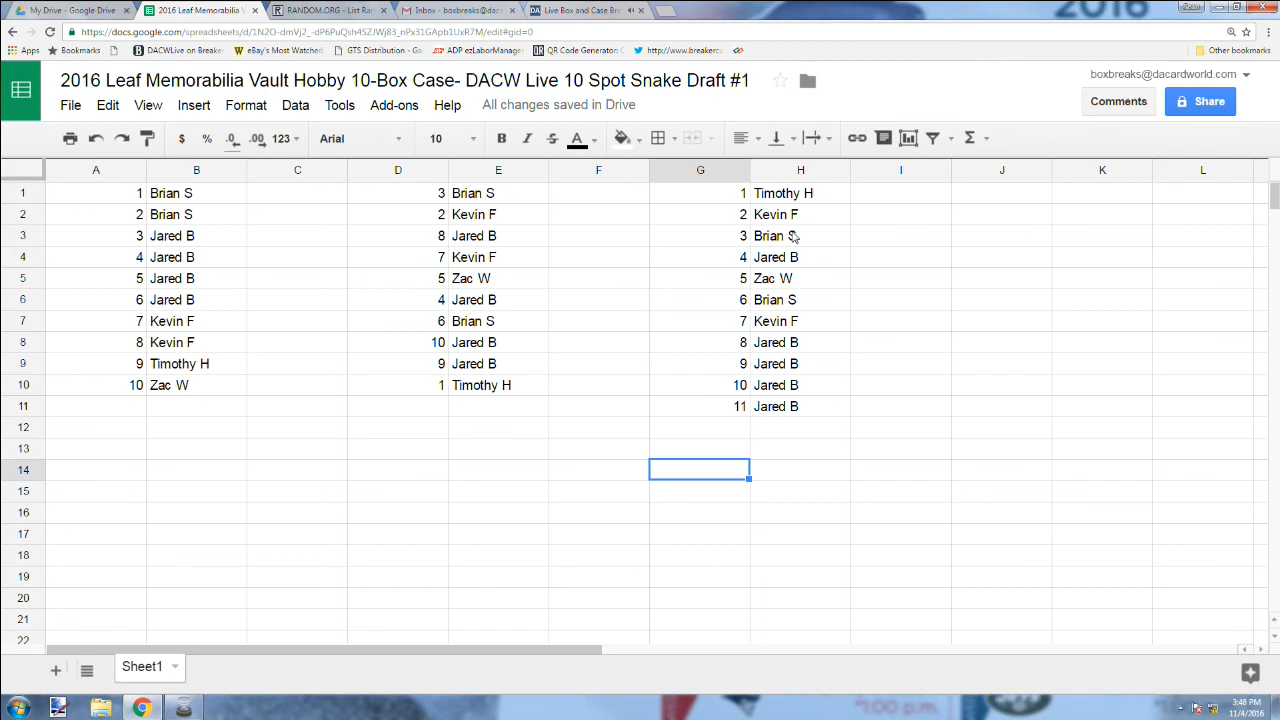 My Drive - Google Drive
2016 Leaf Memorabilia Va
RANDOM.ORG - List Ran
Inbox - boxbreaks@dac
Live Box and Case Br
Sean
https://docs.google.com/spreadsheets/d/
/edit#gid=0
Apps
Bookmarks
DACWLive on Breaker
eBay's Most Watched
GTS Distribution - Ga
ADP ezLaborManager
QR Code Generator:
http://www.breakercu
Other bookmarks
2016
2016 Leaf Memorabilia Vault Hobby 10-Box Case- DACW Live 10 Spot Snake Draft #1
boxbreaks@dacardworld.com
File Edit View Insert Format Data Tools Add-ons Help All changes saved in Drive
Comments
Share
$ % .0 .00 123 Arial 10 B I S A Σ
A B C D E F G H I J K L
1 1 Brian S 3 Brian S 1 Timothy H
2 2 Brian S 2 Kevin F 2 Kevin F
3 3 Jared B 8 Jared B 3 Brian S
4 4 Jared B 7 Kevin F 4 Jared B
5 5 Jared B 5 Zac W 5 Zac W
6 6 Jared B 4 Jared B 6 Brian S
7 7 Kevin F 6 Brian S 7 Kevin F
8 8 Kevin F 10 Jared B 8 Jared B
9 9 Timothy H 9 Jared B 9 Jared B
10 10 Zac W 1 Timothy H 10 Jared B
11 11 Jared B
12
13
14
15
16
17
18
19
20
21
22
Sheet1
7:00 p.m.
3:48 PM
11/4/2016